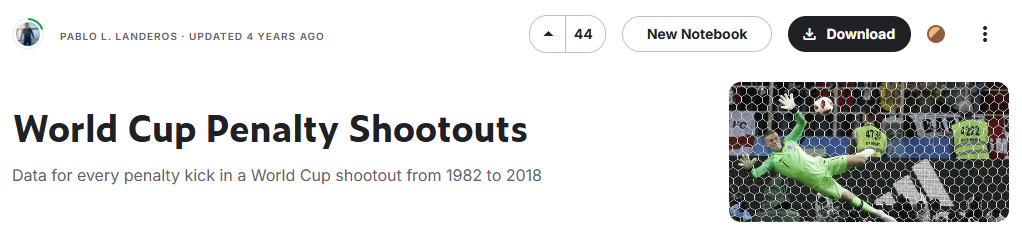 PABLO L. LANDEROS · UPDATED 4 YEARS AGO
44
New Notebook
Download
World Cup Penalty Shootouts
Data for every penalty kick in a World Cup shootout from 1982 to 2018